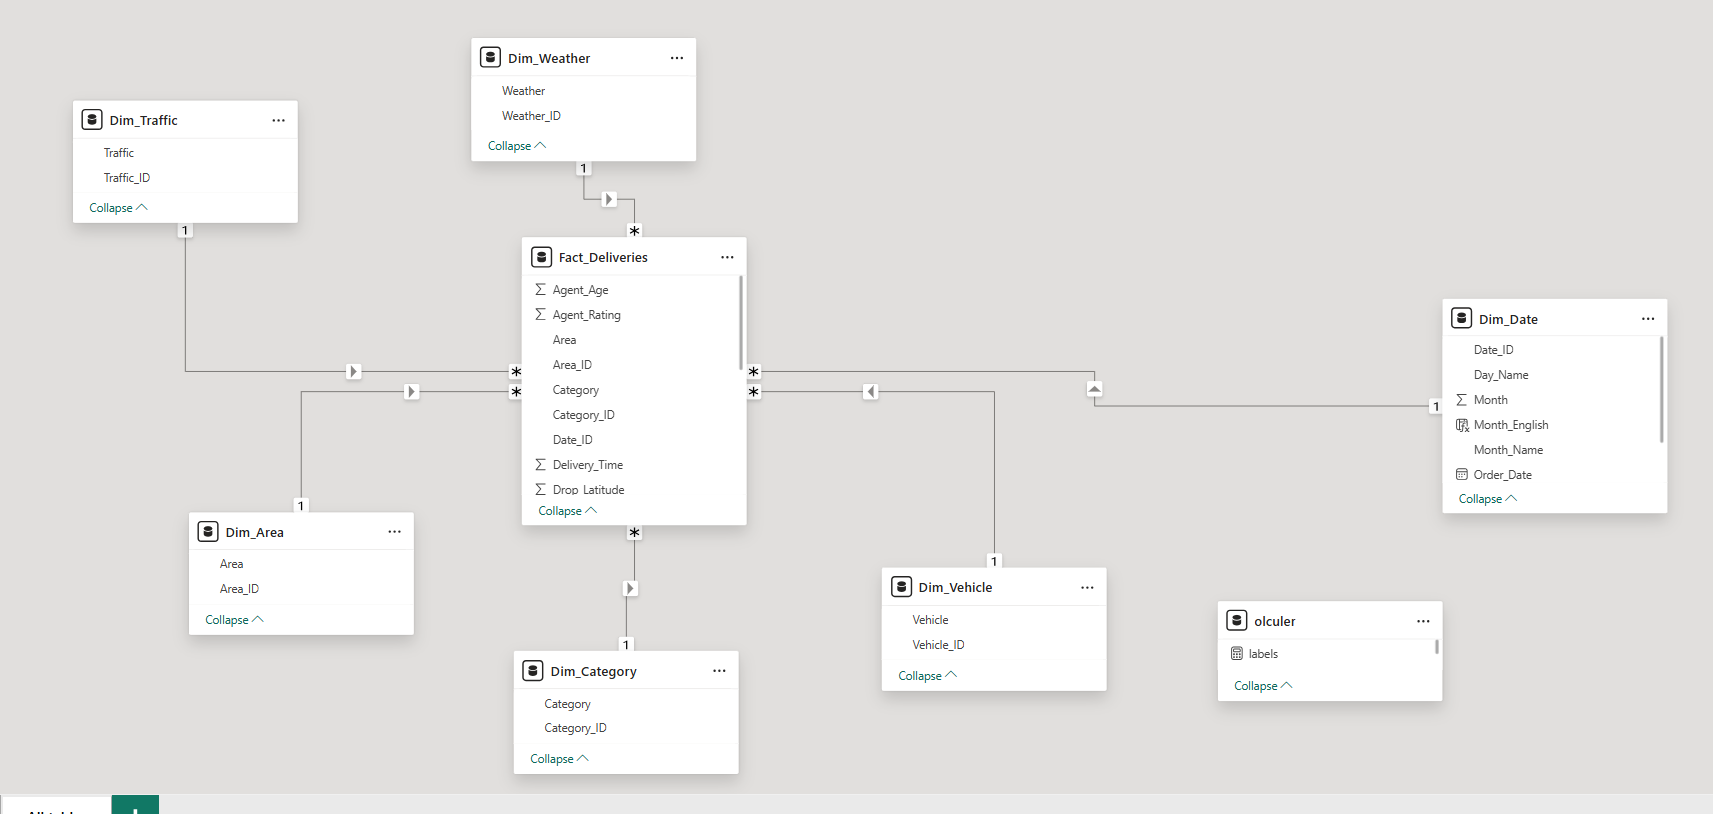 Dim_Weather
Weather
Weather_ID
Collapse
1
*
Dim_Traffic
Traffic
Traffic_ID
Collapse
1
*
Fact_Deliveries
Agent_Age
Agent_Rating
Area
Area_ID
Category
Category_ID
Date_ID
Delivery_Time
Drop_Latitude
Collapse
*
*
*
*
Dim_Date
Date_ID
Day_Name
Month
Month_English
Month_Name
Order_Date
Collapse
1
1
Dim_Area
Area
Area_ID
Collapse
1
Dim_Category
Category
Category_ID
Collapse
1
Dim_Vehicle
Vehicle
Vehicle_ID
Collapse
olculer
labels
Collapse